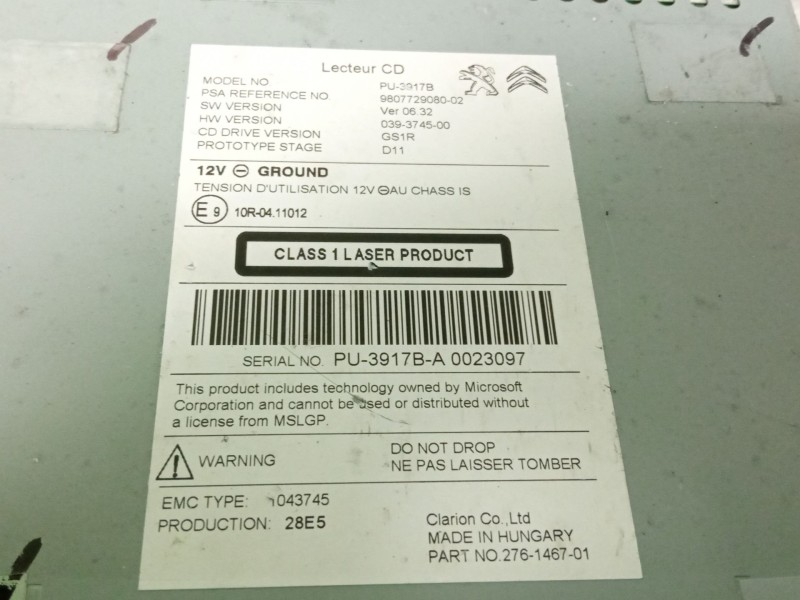 Lecteur CD
MODEL NO PU-3917B
PSA REFERENCE NO 9807729080-02
SW VERSION Ver 06.32
HW VERSION 039-3745-00
CD DRIVE VERSION GS1R
PROTOTYPE STAGE D11
12V ⊖ GROUND
TENSION D'UTILISATION 12V ⊖AU CHASS IS
E 9 10R-04.11012
CLASS 1 LASER PRODUCT
SERIAL NO. PU-3917B-A 0023097
This product includes technology owned by Microsoft
Corporation and cannot be used or distributed without
a license from MSLGP.
WARNING
DO NOT DROP
NE PAS LAISSER TOMBER
EMC TYPE: 1043745
PRODUCTION: 28E5
Clarion Co.,Ltd
MADE IN HUNGARY
PART NO.276-1467-01